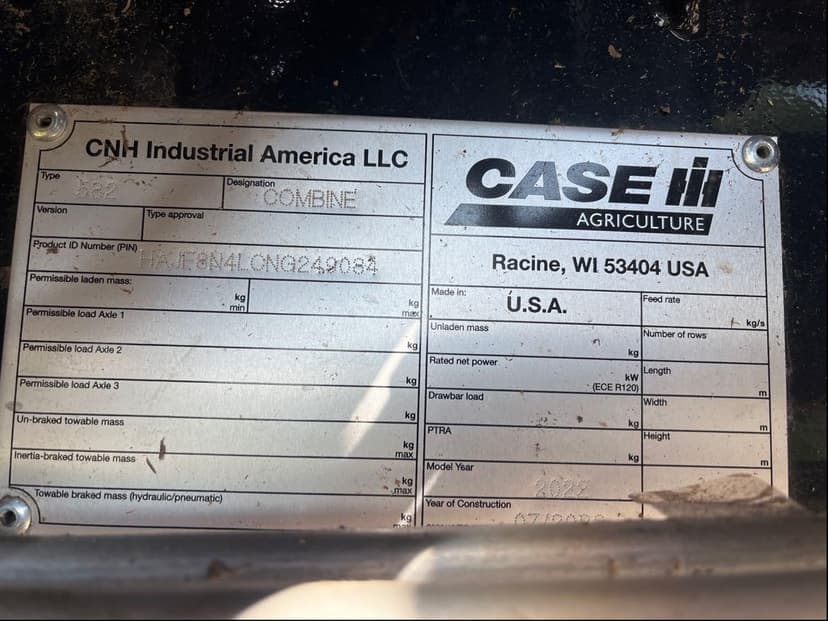 CNH Industrial America LLC
Type
Designation
COMBINE
Version
Type approval
Product ID Number (PIN)
Permissible laden mass:
kg
min
kg
max
Permissible load Axle 1
kg
Permissible load Axle 2
kg
Permissible load Axle 3
kg
Un-braked towable mass
kg
max
Inertia-braked towable mass
kg
max
Towable braked mass (hydraulic/pneumatic)
kg
CASE IH
AGRICULTURE
Racine, WI 53404 USA
Made in:
U.S.A.
Feed rate
kg/s
Unladen mass
kg
Number of rows
Rated net power
kW
(ECE R120)
Length
m
Drawbar load
kg
Width
m
PTRA
kg
Height
m
Model Year
2022
Year of Construction